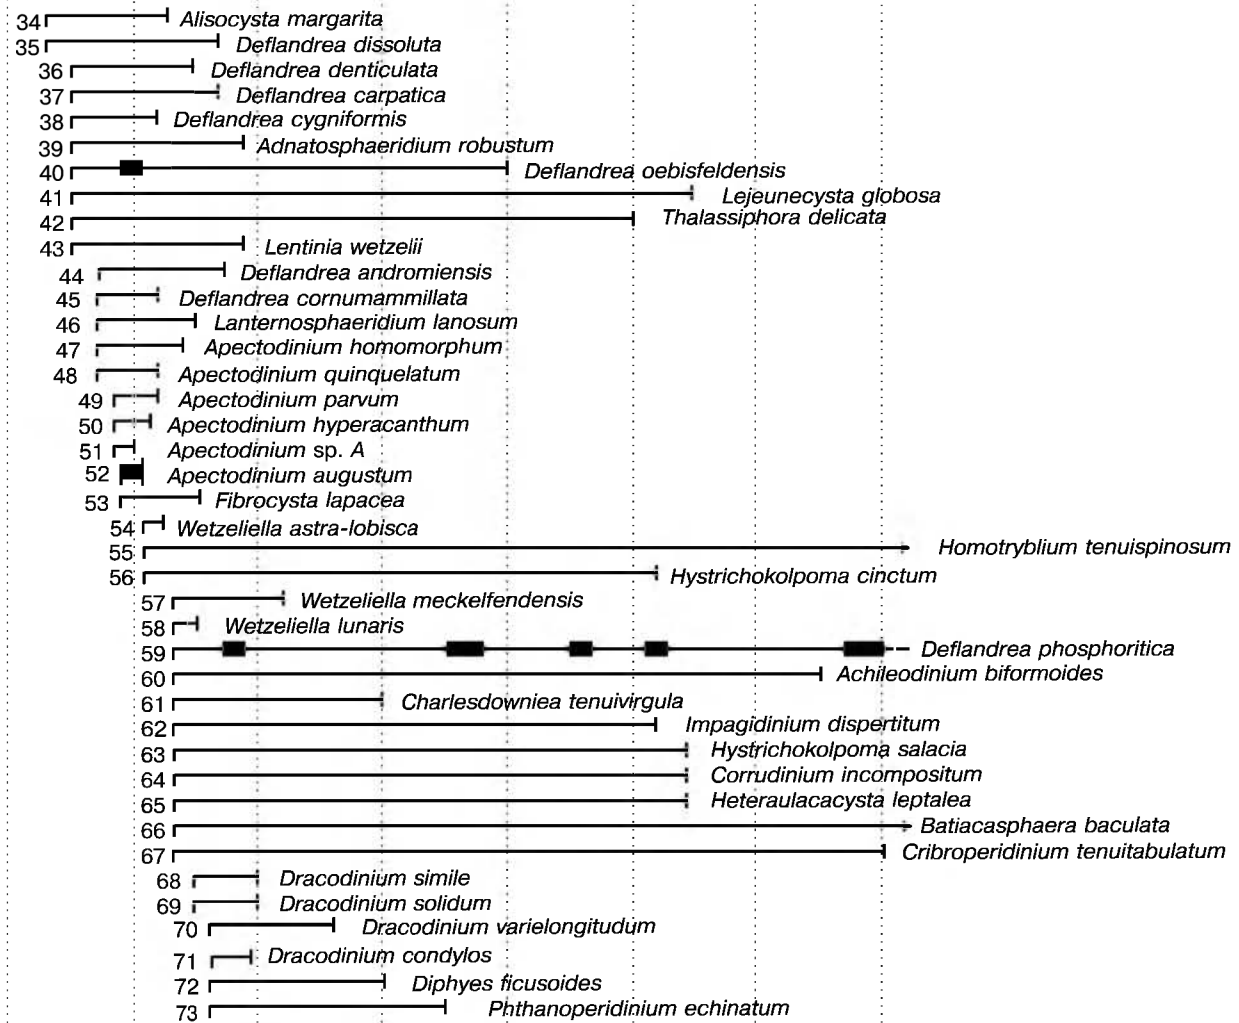 34 Alisocysta margarita
35 Deflandrea dissoluta
36 Deflandrea denticulata
37 Deflandrea carpatica
38 Deflandrea cygniformis
39 Adnatosphaeridium robustum
40 Deflandrea oebisfeldensis
41 Lejeunecysta globosa
42 Thalassiphora delicata
43 Lentinia wetzelii
44 Deflandrea andromiensis
45 Deflandrea cornumammillata
46 Lanternosphaeridium lanosum
47 Apectodinium homomorphum
48 Apectodinium quinquelatum
49 Apectodinium parvum
50 Apectodinium hyperacanthum
51 Apectodinium sp. A
52 Apectodinium augustum
53 Fibrocysta lapacea
54 Wetzeliella astra-lobisca
55 Homotryblium tenuispinosum
56 Hystrichokolpoma cinctum
57 Wetzeliella meckelfendensis
58 Wetzeliella lunaris
59 Deflandrea phosphoritica
60 Achileodinium biformoides
61 Charlesdowniea tenuivirgula
62 Impagidinium dispertitum
63 Hystrichokolpoma salacia
64 Corrudinium incompositum
65 Heteraulacacysta leptalea
66 Batiacasphaera baculata
67 Cribroperidinium tenuitabulatum
68 Dracodinium simile
69 Dracodinium solidum
70 Dracodinium varielongitudum
71 Dracodinium condylos
72 Diphyes ficusoides
73 Phthanoperidinium echinatum